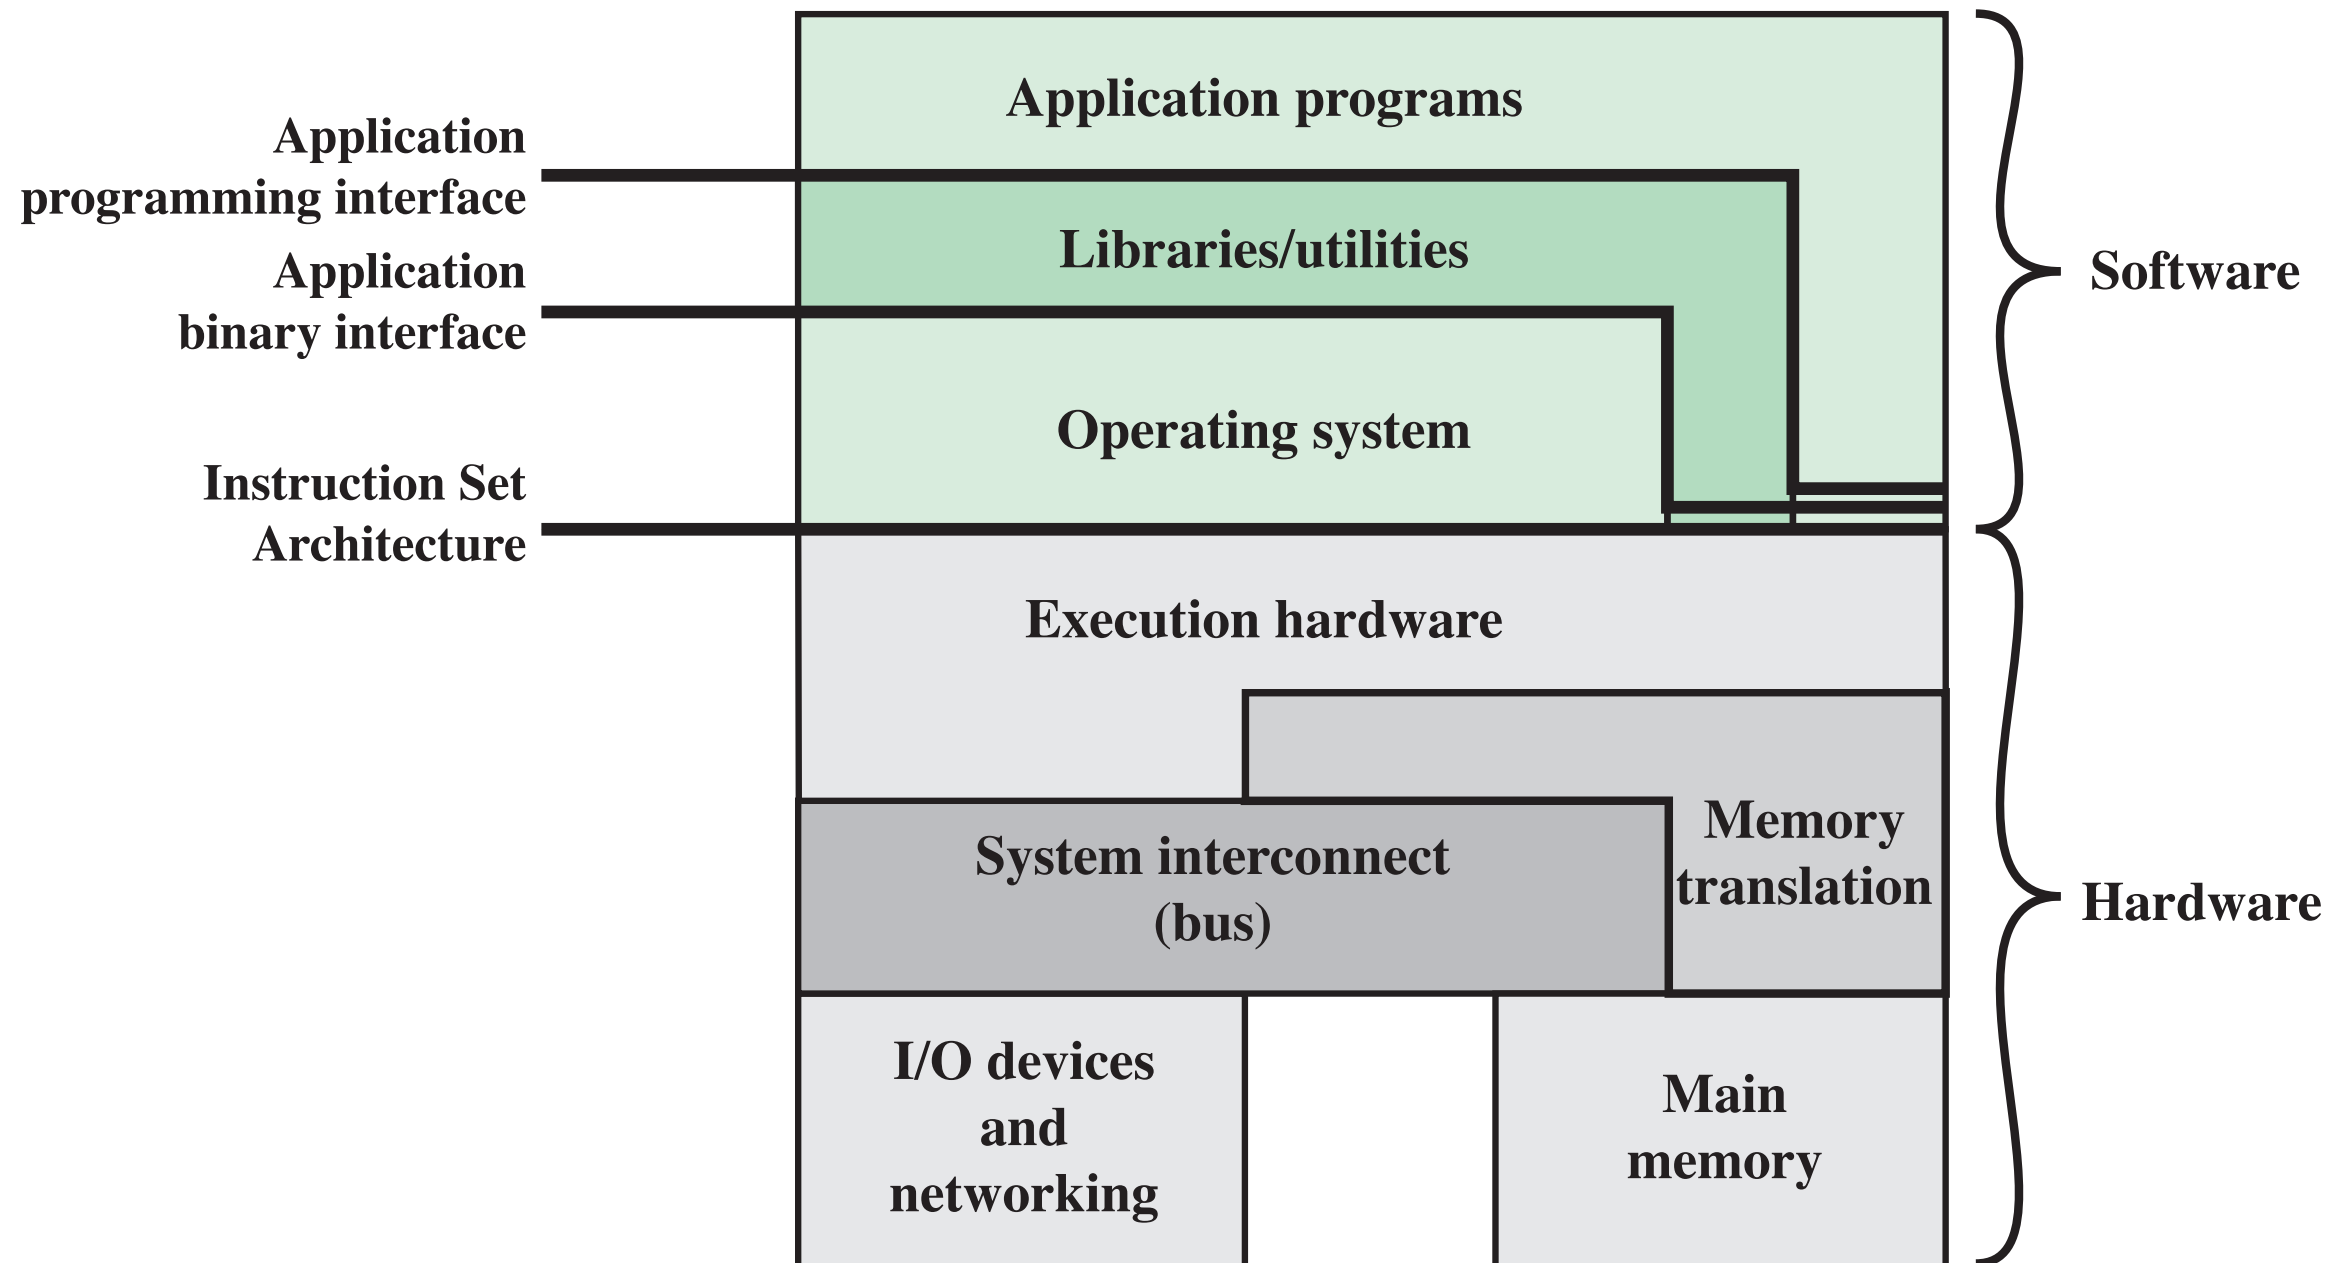 Application programs
Application
programming interface
Libraries/utilities
Application
binary interface
Software
Operating system
Instruction Set
Architecture
Execution hardware
Memory
translation
System interconnect
(bus)
Hardware
I/O devices
and
networking
Main
memory